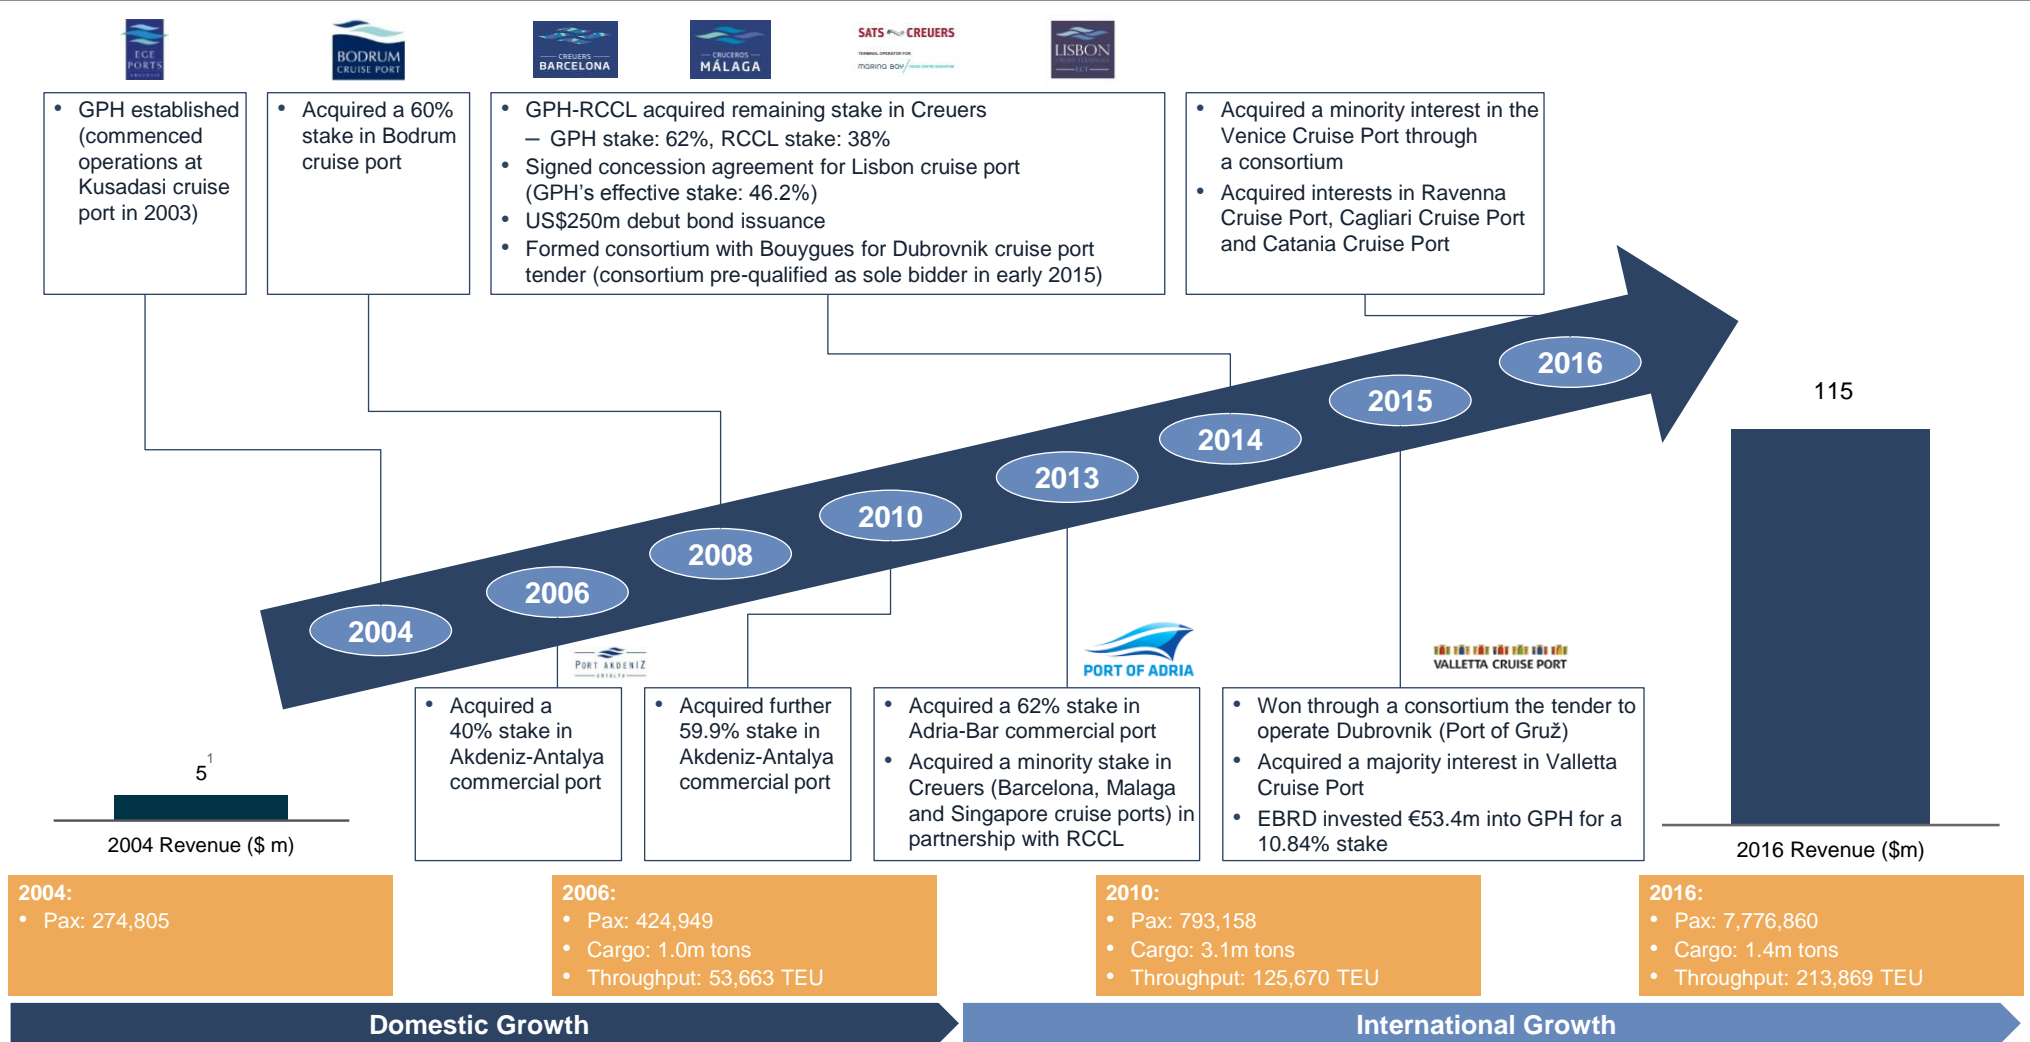 EGE
PORTS
BODRUM
CRUISE PORT
CREUERS
BARCELONA
CRUCEROS
MÁLAGA
SATS CREUERS
TERMINAL OPERATOR FOR
marina bay
LISBON
• GPH established
(commenced
operations at
Kusadasi cruise
port in 2003)
• Acquired a 60%
stake in Bodrum
cruise port
• GPH-RCCL acquired remaining stake in Creuers
– GPH stake: 62%, RCCL stake: 38%
• Signed concession agreement for Lisbon cruise port
(GPH's effective stake: 46.2%)
• US$250m debut bond issuance
• Formed consortium with Bouygues for Dubrovnik cruise port
tender (consortium pre-qualified as sole bidder in early 2015)
• Acquired a minority interest in the
Venice Cruise Port through
a consortium
• Acquired interests in Ravenna
Cruise Port, Cagliari Cruise Port
and Catania Cruise Port
2004
2006
2008
2010
2013
2014
2015
2016
PORT AKDENİZ
ANTALYA
PORT OF ADRIA
VALLETTA CRUISE PORT
• Acquired a
40% stake in
Akdeniz-Antalya
commercial port
• Acquired further
59.9% stake in
Akdeniz-Antalya
commercial port
• Acquired a 62% stake in
Adria-Bar commercial port
• Acquired a minority stake in
Creuers (Barcelona, Malaga
and Singapore cruise ports) in
partnership with RCCL
• Won through a consortium the tender to
operate Dubrovnik (Port of Gruž)
• Acquired a majority interest in Valletta
Cruise Port
• EBRD invested €53.4m into GPH for a
10.84% stake
5¹
2004 Revenue ($ m)
115
2016 Revenue ($m)
2004:
• Pax: 274,805
2006:
• Pax: 424,949
• Cargo: 1.0m tons
• Throughput: 53,663 TEU
2010:
• Pax: 793,158
• Cargo: 3.1m tons
• Throughput: 125,670 TEU
2016:
• Pax: 7,776,860
• Cargo: 1.4m tons
• Throughput: 213,869 TEU
Domestic Growth
International Growth